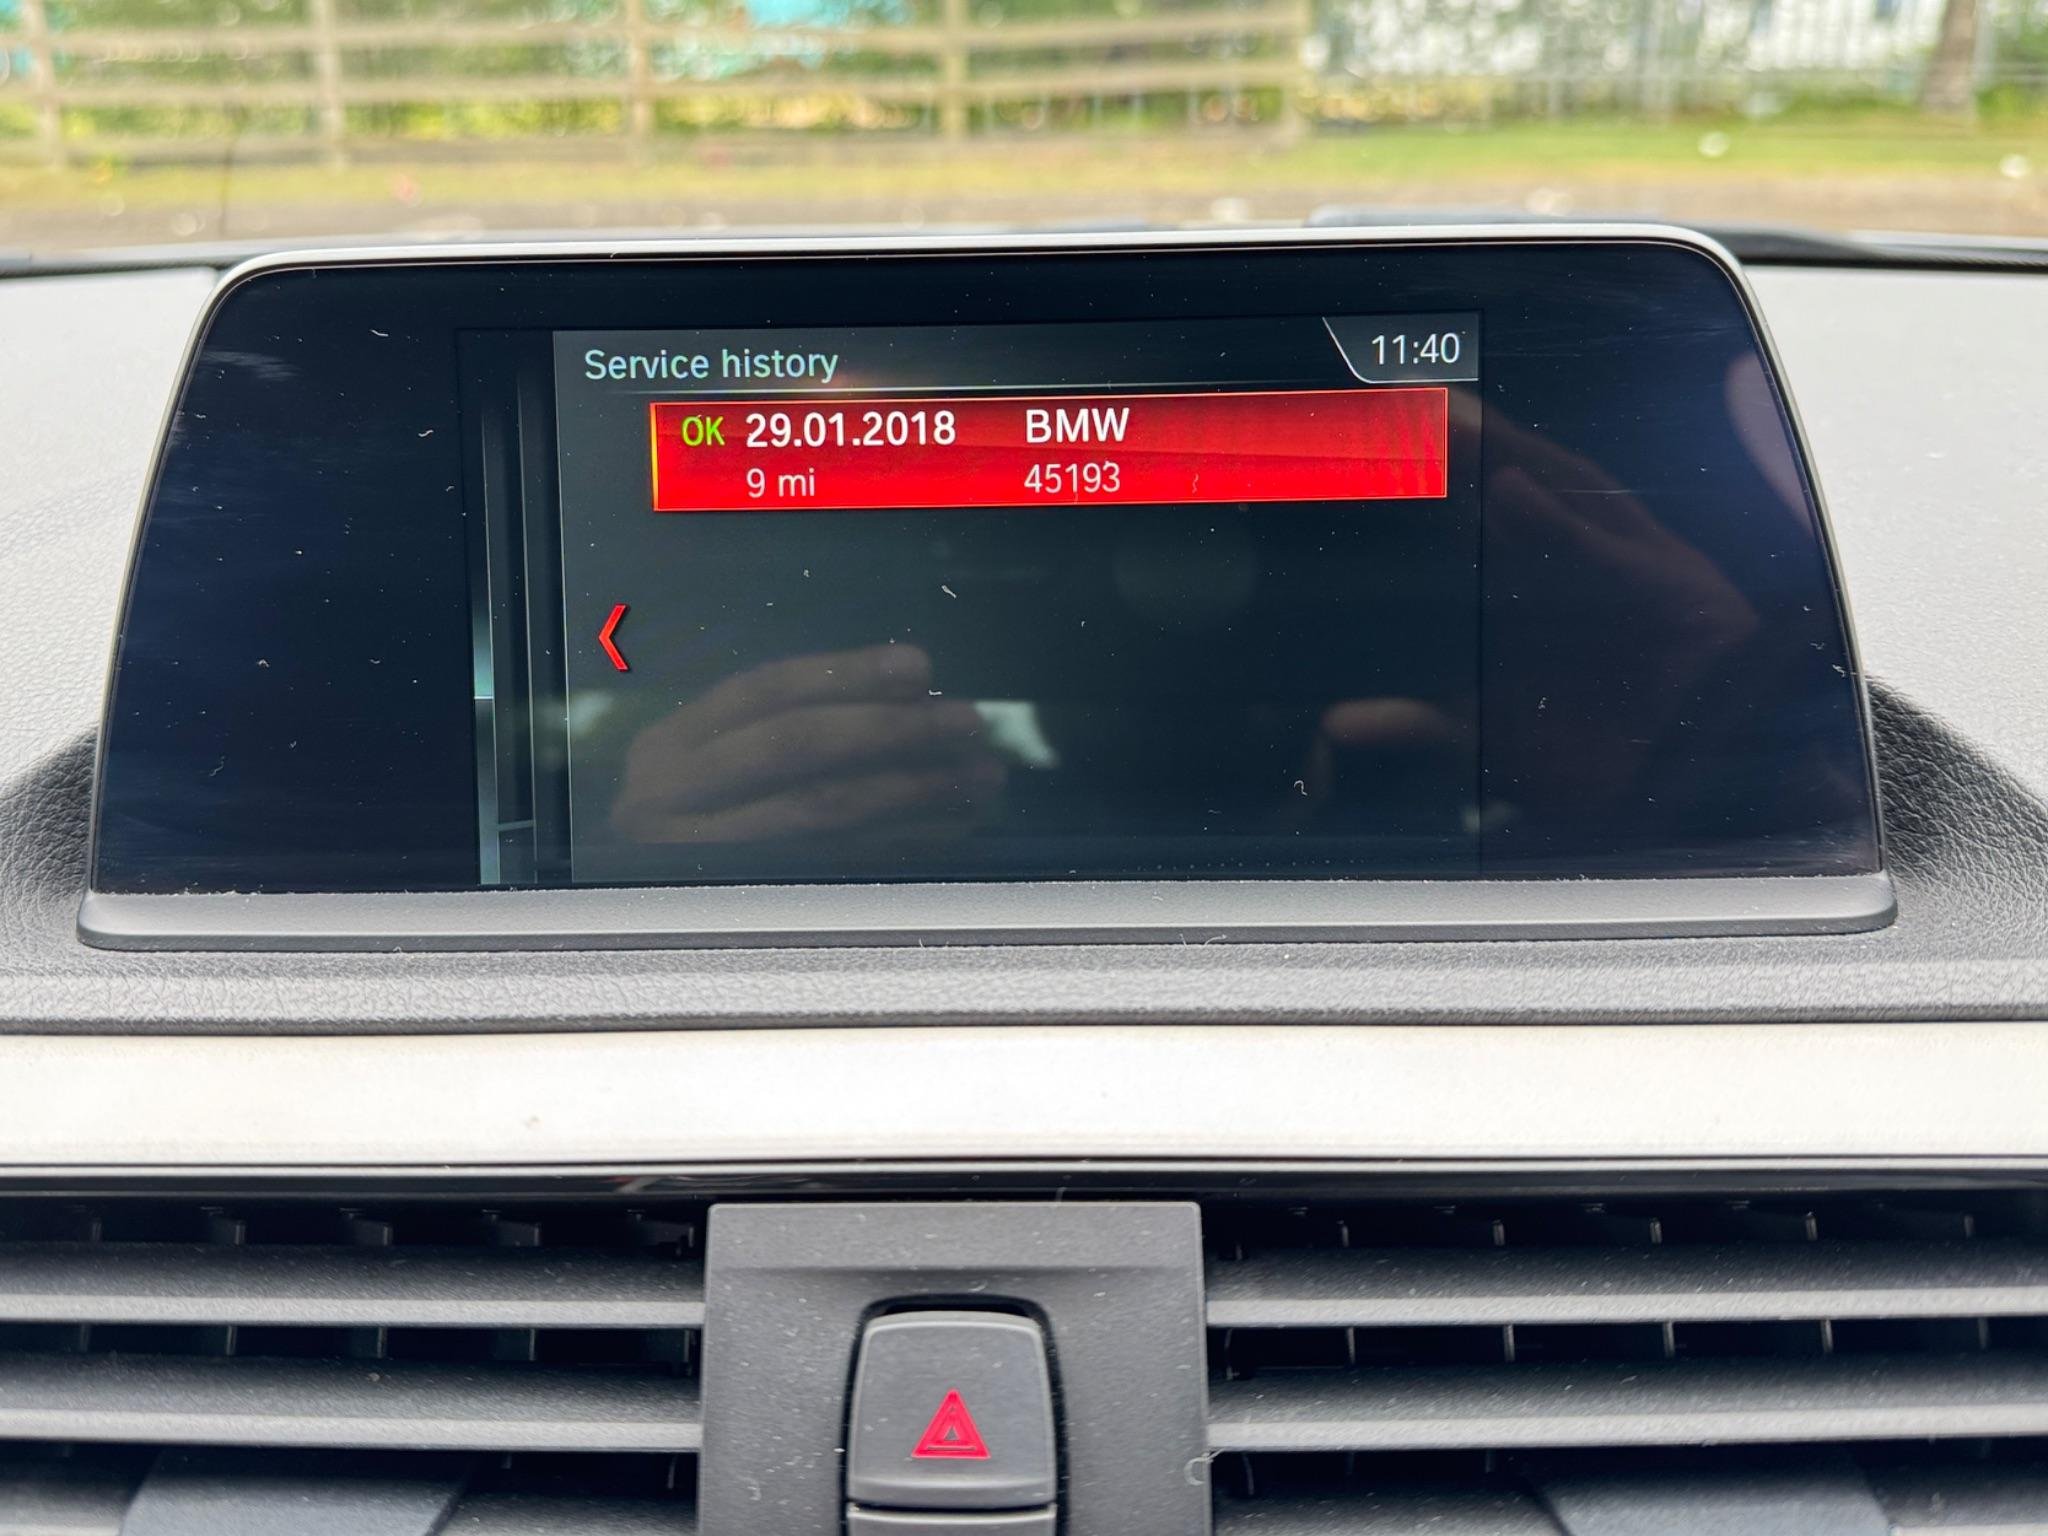 Service history
11:40
OK 29.01.2018 BMW
9 mi 45193